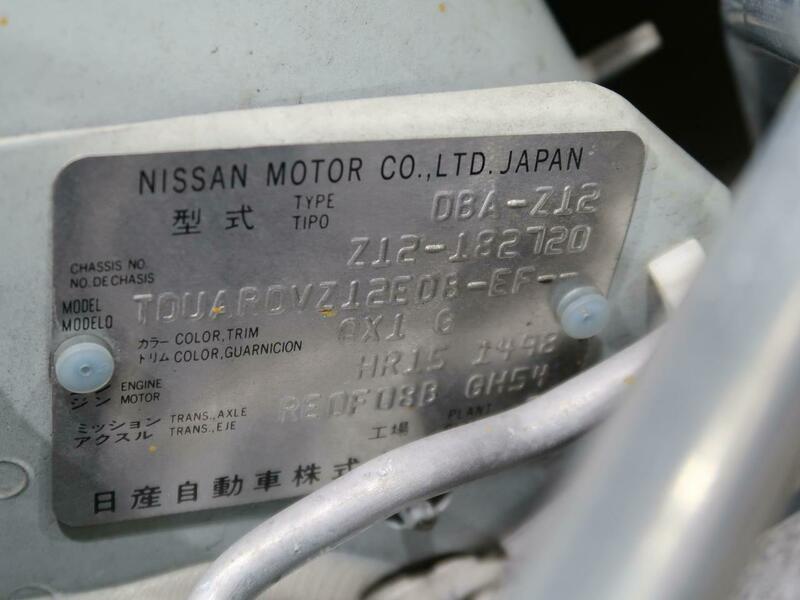 NISSAN MOTOR CO.,LTD. JAPAN
型式 TYPE TIPO DBA-Z12
CHASSIS NO. NO. DE CHASIS Z12-182720
MODEL MODELO TDUAROVZ12EDB-EF--
カラー COLOR, TRIM QX1 G
トリム COLOR, GUARNICION
ジン ENGINE MOTOR HR15 1498
ミッション TRANS., AXLE RE0F08B GH54
アクスル TRANS., EJE
工場 PLANT
日産自動車株式